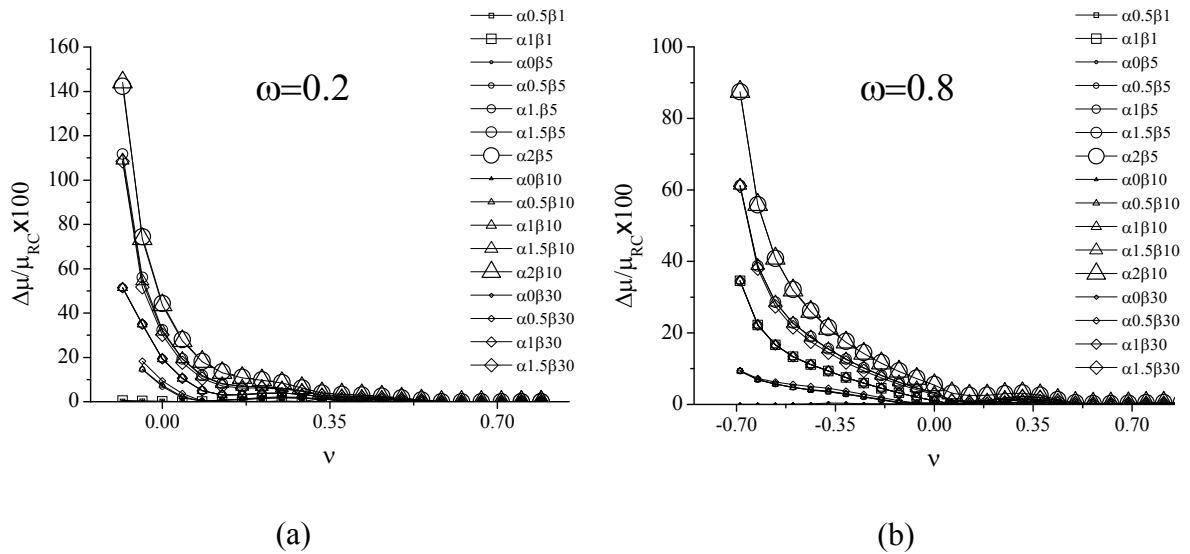 α0.5β1
α1β1
α0β5
α0.5β5
α1.β5
α1.5β5
α2β5
α0β10
α0.5β10
α1β10
α1.5β10
α2β10
α0β30
α0.5β30
α1β30
α1.5β30
ω=0.2
160
140
120
100
80
60
40
20
0
Δμ/μRCX100
0.00
0.35
0.70
ν
(a)
α0.5β1
α1β1
α0β5
α0.5β5
α1β5
α1.5β5
α2β5
α0β10
α0.5β10
α1β10
α1.5β10
α2β10
α0β30
α0.5β30
α1β30
α1.5β30
ω=0.8
100
80
60
40
20
0
Δμ/μRCX100
-0.70
-0.35
0.00
0.35
0.70
ν
(b)